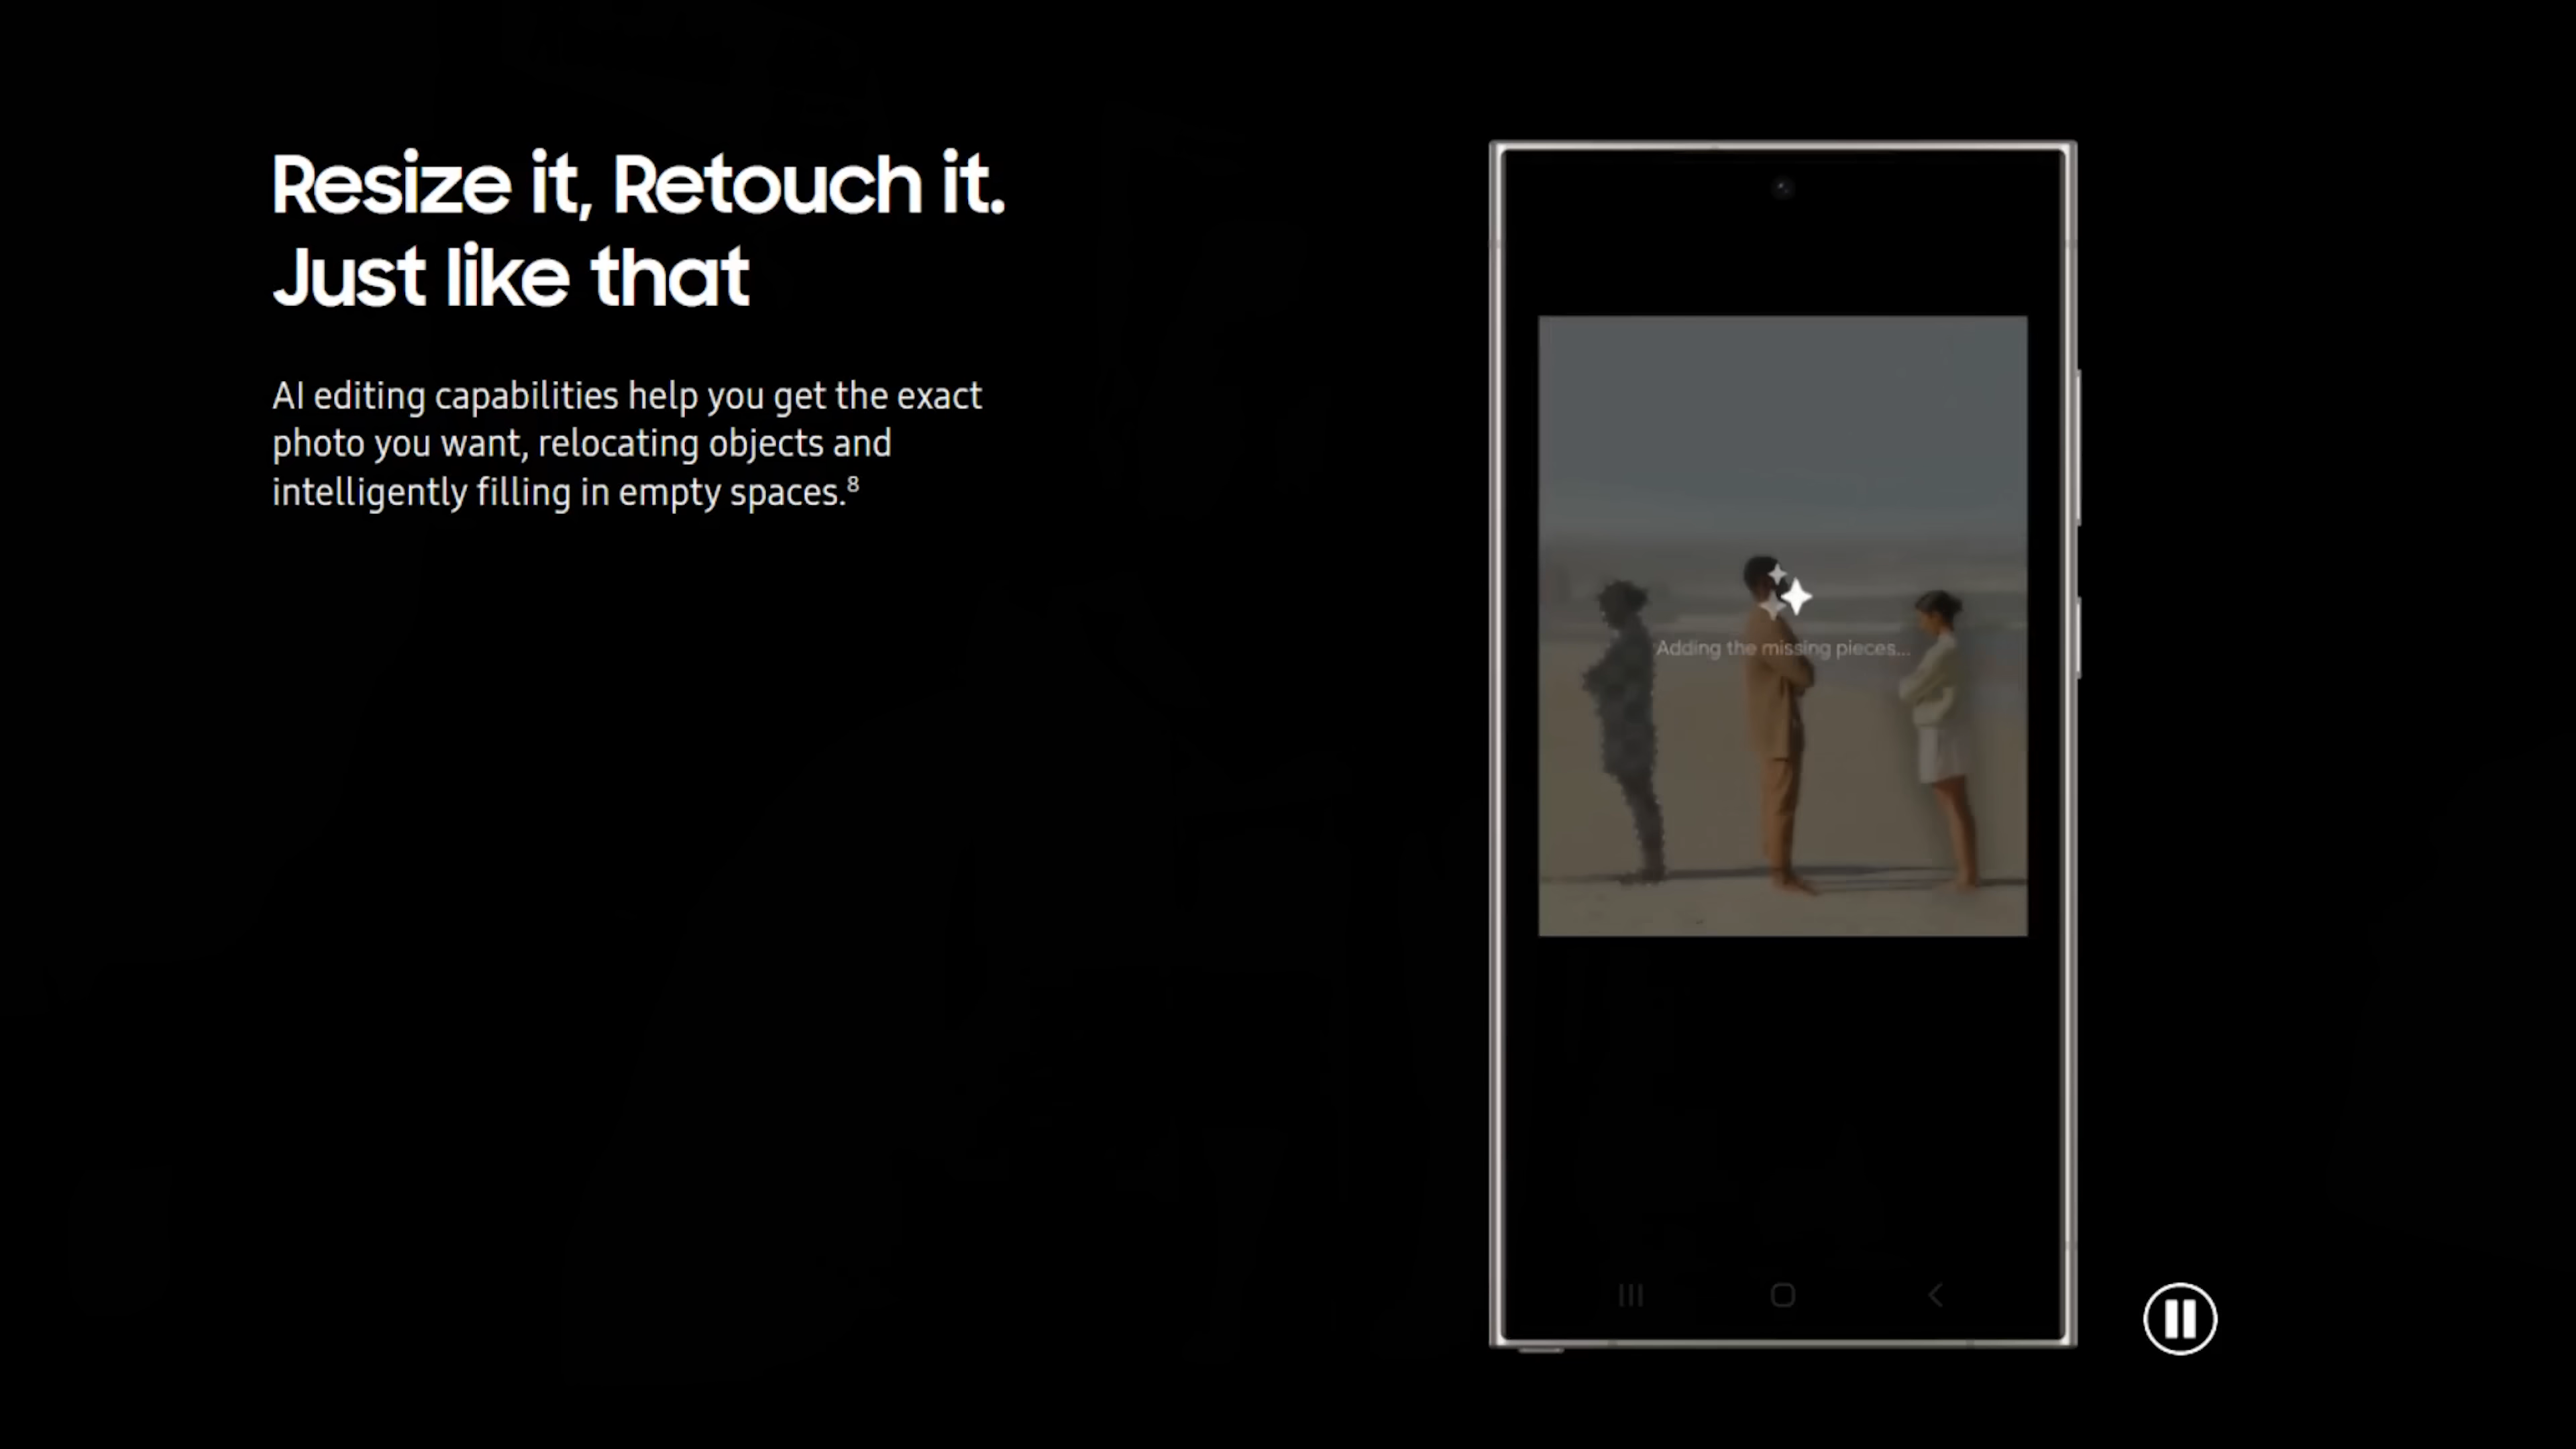 Resize it, Retouch it.
Just like that
AI editing capabilities help you get the exact
photo you want, relocating objects and
intelligently filling in empty spaces.⁸
Adding the missing pieces...